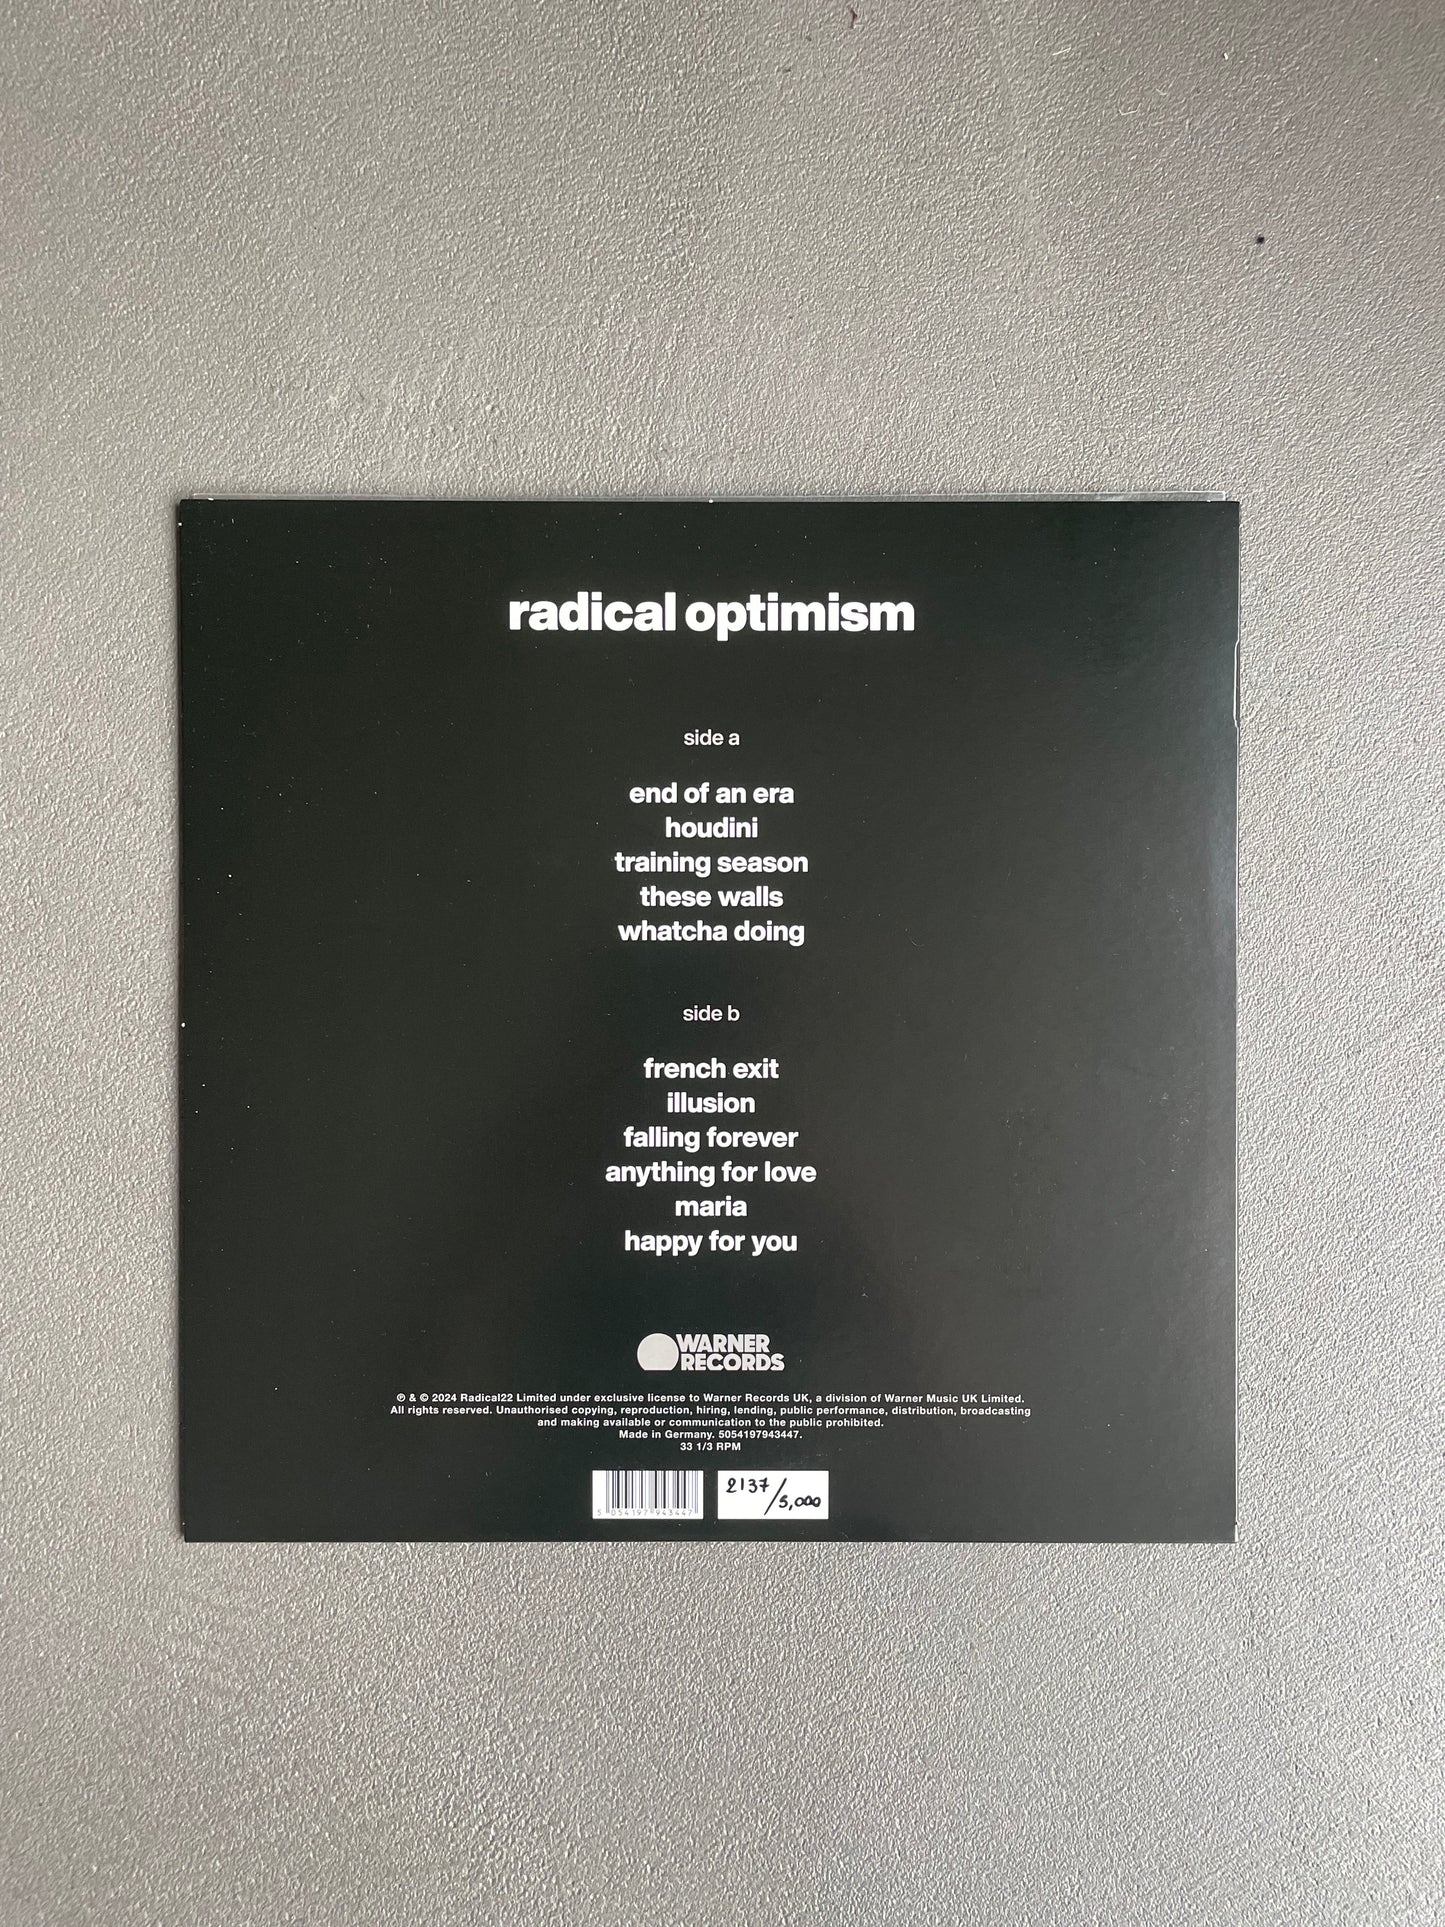 radical optimism
side a
end of an era
houdini
training season
these walls
whatcha doing
side b
french exit
illusion
falling forever
anything for love
maria
happy for you
WARNER
RECORDS
℗ & © 2024 Radical22 Limited under exclusive license to Warner Records UK, a division of Warner Music UK Limited.
All rights reserved. Unauthorised copying, reproduction, hiring, lending, public performance, distribution, broadcasting
and making available or communication to the public prohibited.
Made in Germany. 5054197943447.
33 1/3 RPM
5 054197 943447
2137/5,000